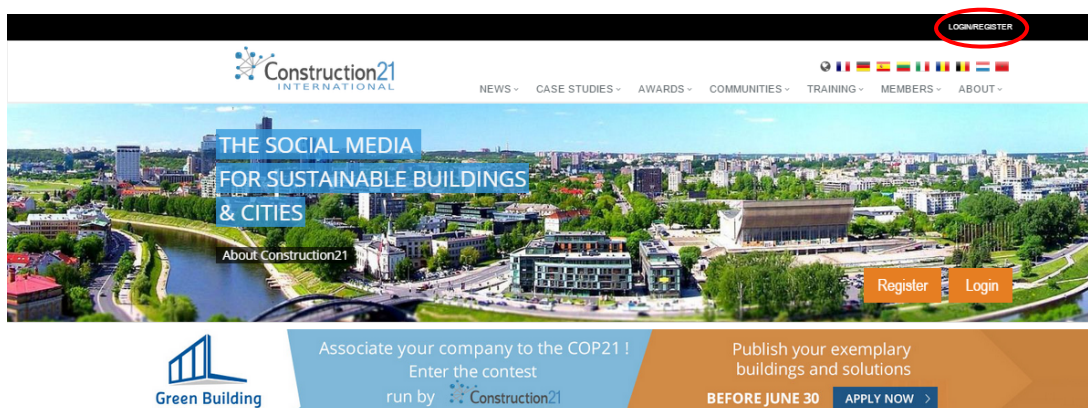 LOGIN/REGISTER
Construction21
INTERNATIONAL
NEWS CASE STUDIES AWARDS COMMUNITIES TRAINING MEMBERS ABOUT
THE SOCIAL MEDIA
FOR SUSTAINABLE BUILDINGS
& CITIES
About Construction21
Register Login
Green Building
Associate your company to the COP21 !
Enter the contest
run by Construction21
Publish your exemplary
buildings and solutions
BEFORE JUNE 30 APPLY NOW >